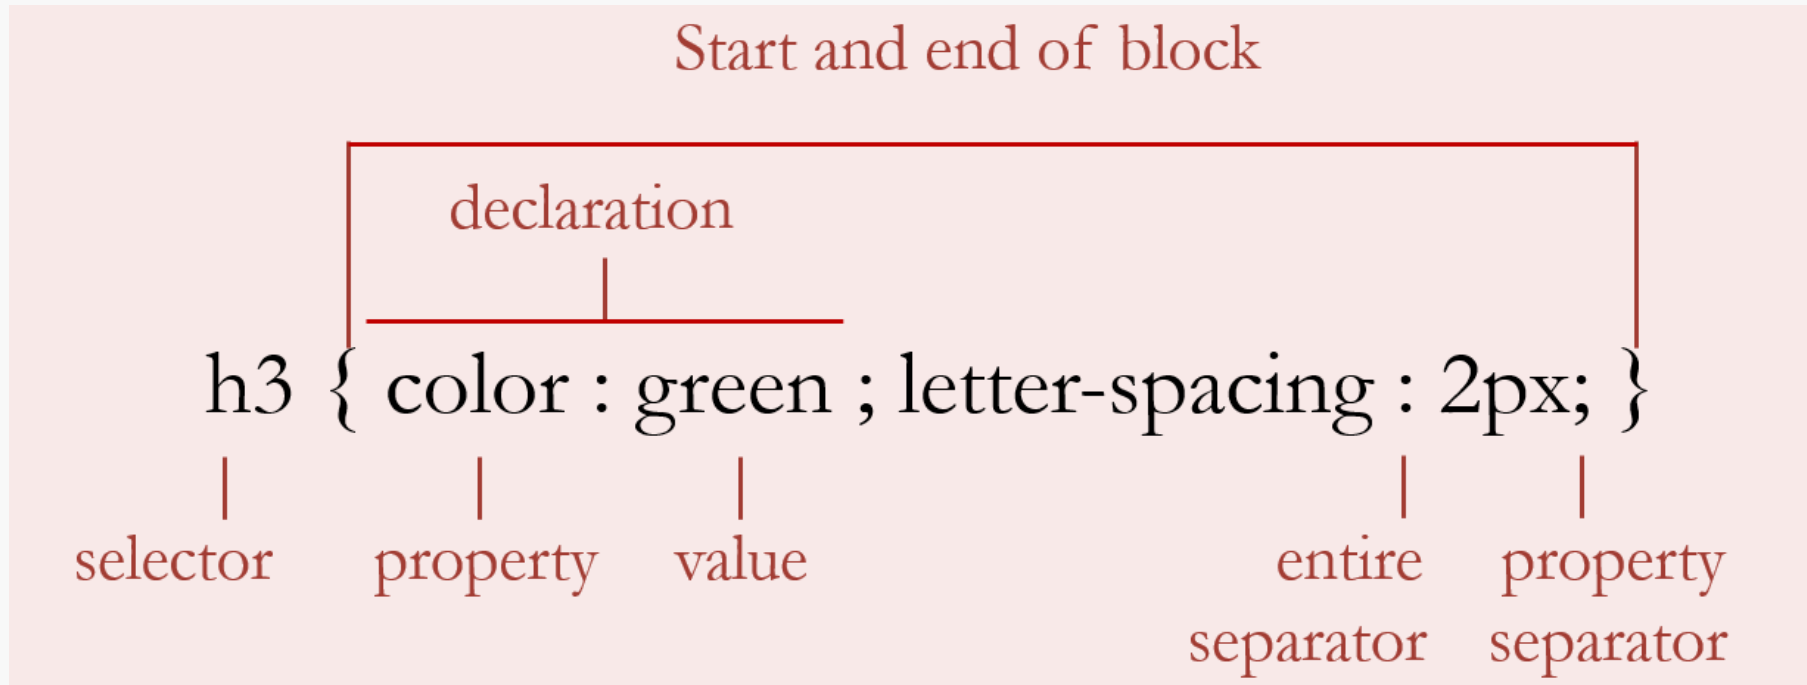 Start and end of block
declaration
h3 { color : green ; letter-spacing : 2px; }
selector property value entire separator property separator